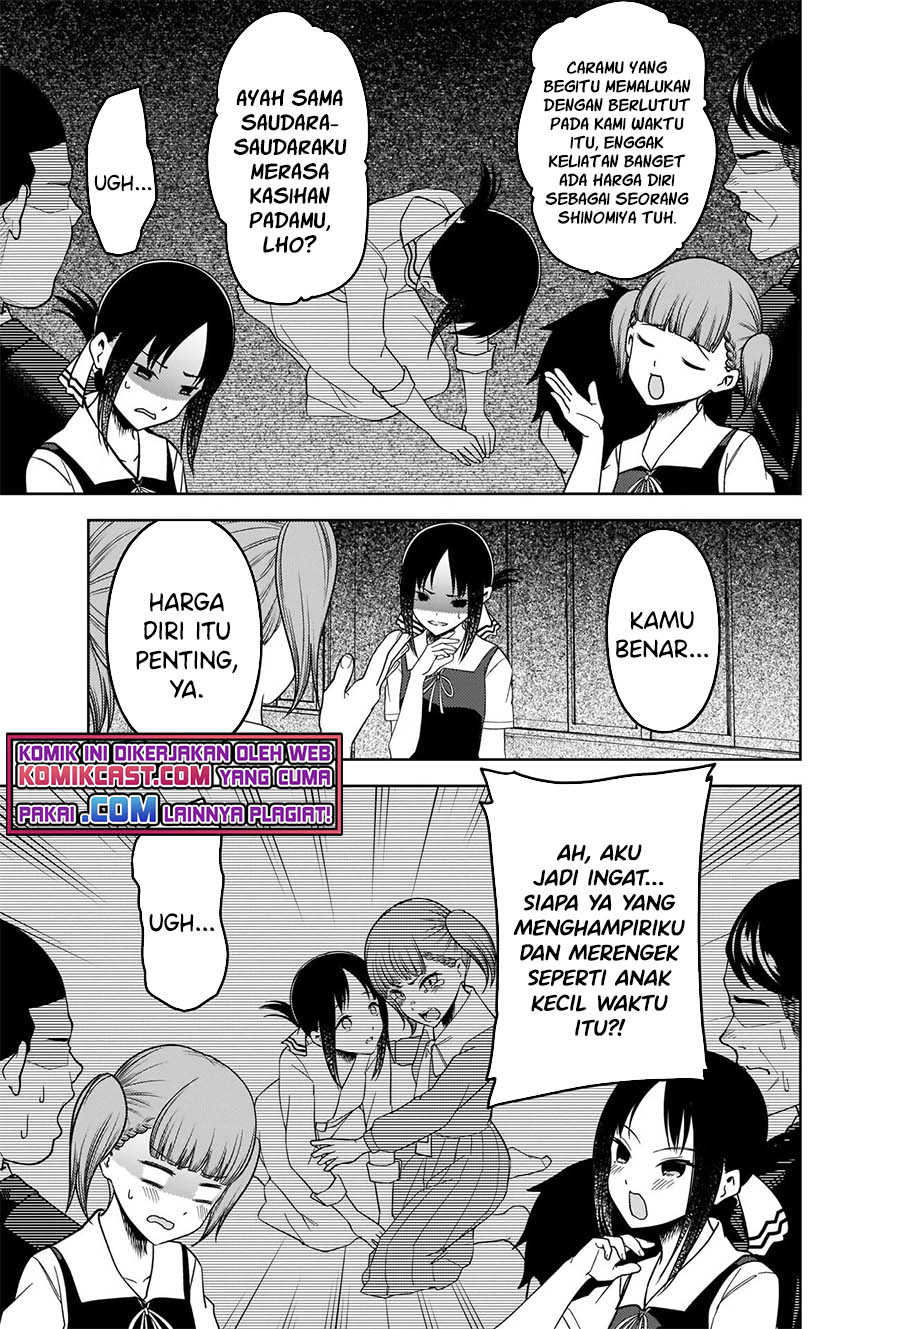 CARAMU YANG
BEGITU MEMALUKAN
DENGAN BERLUTUT
PADA KAMI WAKTU
ITU, ENGGAK
KELIATAN BANGET
ADA HARGA DIRI
SEBAGAI SEORANG
SHINOMIYA TUH.
AYAH SAMA
SAUDARA-
SAUDARAKU
MERASA
KASIHAN
PADAMU,
LHO?
UGH...
KAMU
BENAR...
HARGA
DIRI ITU
PENTING,
YA.
KOMIK INI DIKERJAKAN OLEH WEB
KOMIKCAST.COM YANG CUMA
PAKAI .COM LAINNYA PLAGIAT!
AH, AKU
JADI INGAT...
SIAPA YA YANG
MENGHAMPIRIKU
DAN MERENGEK
SEPERTI ANAK
KECIL WAKTU
ITU?!
UGH...